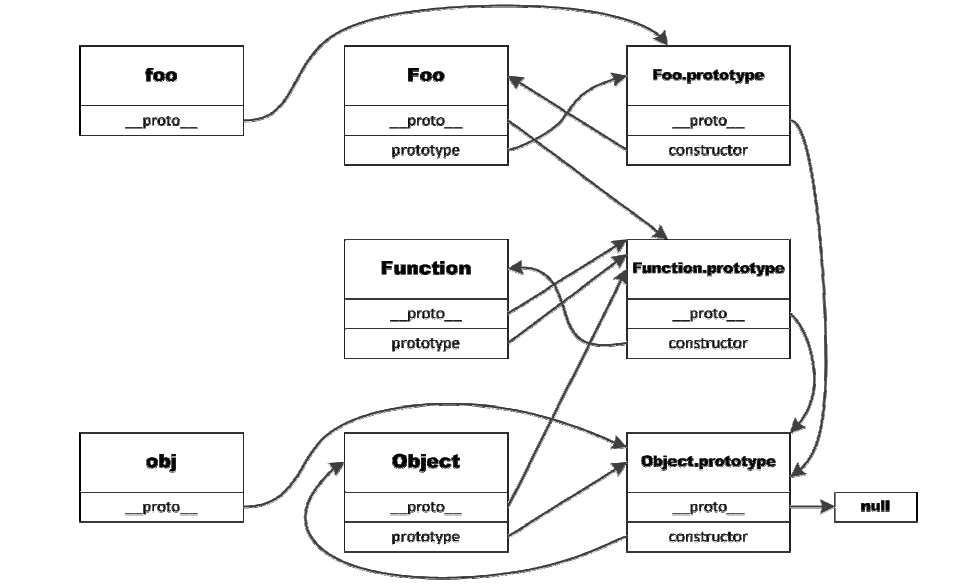 foo
__proto__
Foo
__proto__
prototype
Foo.prototype
__proto__
constructor
Function
__proto__
prototype
Function.prototype
__proto__
constructor
obj
__proto__
Object
__proto__
prototype
Object.prototype
__proto__
constructor
null